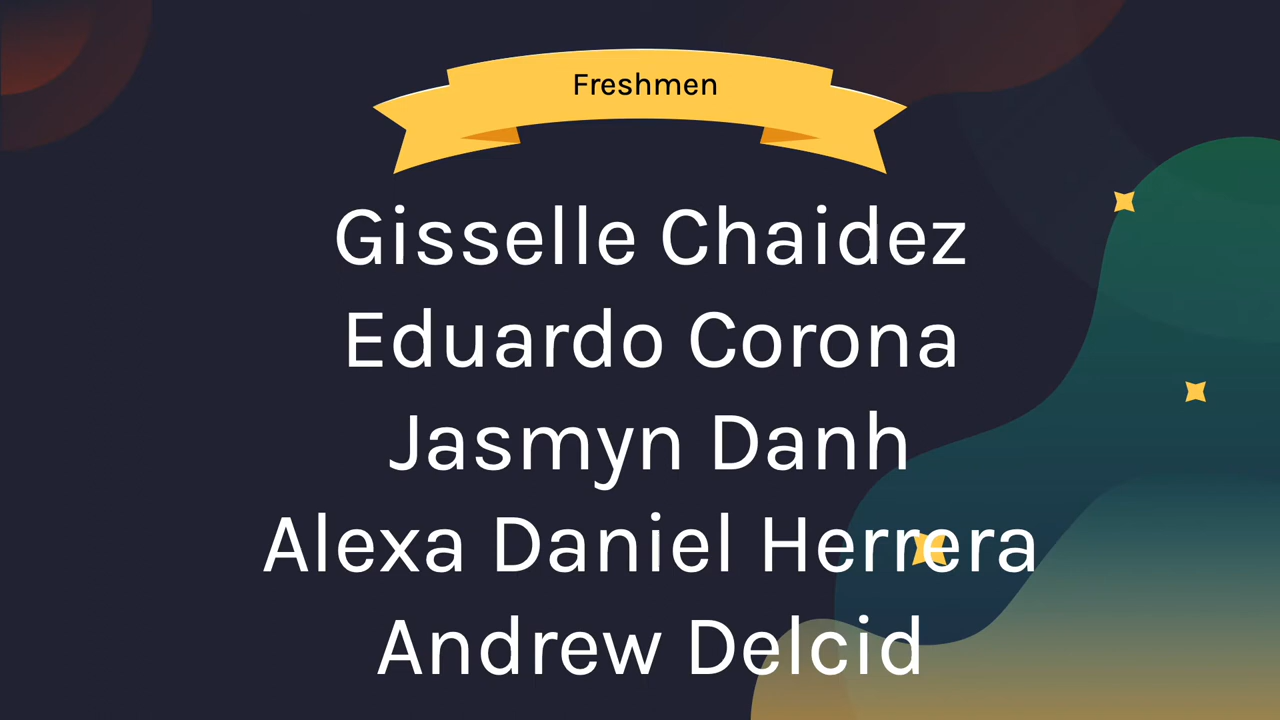 Freshmen
Gisselle Chaidez
Eduardo Corona
Jasmyn Danh
Alexa Daniel Herrera
Andrew Delcid